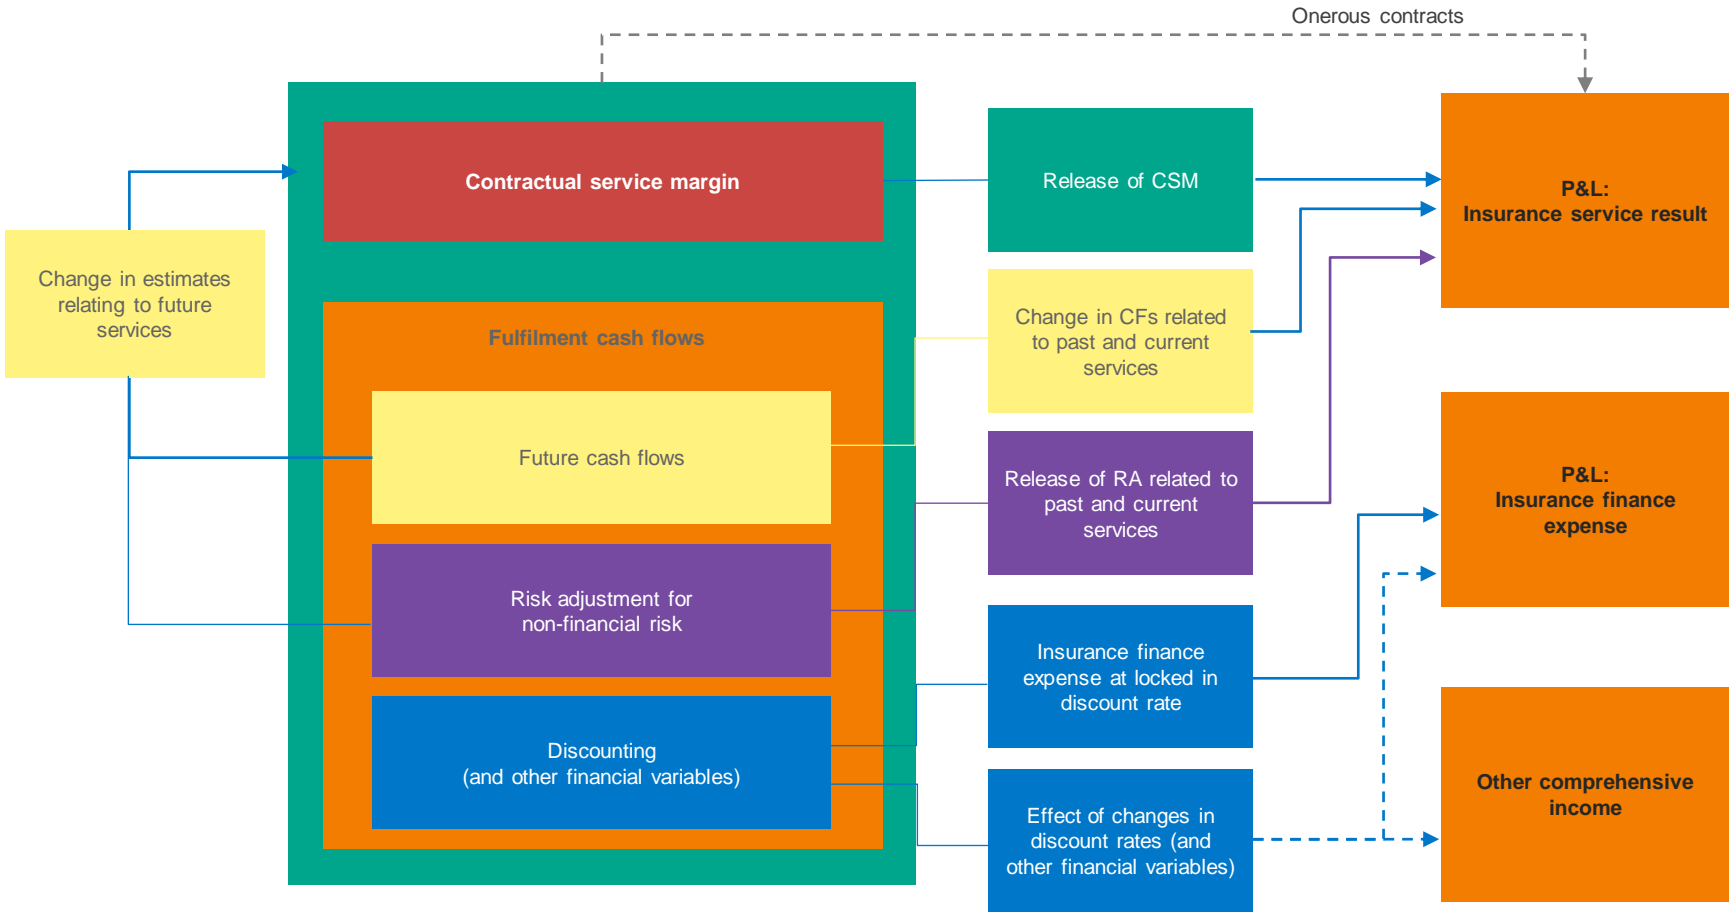 Onerous contracts
Contractual service margin
Release of CSM
P&L:
Insurance service result
Change in estimates
relating to future
services
Fulfilment cash flows
Change in CFs related
to past and current
services
Future cash flows
Release of RA related to
past and current
services
P&L:
Insurance finance
expense
Risk adjustment for
non-financial risk
Insurance finance
expense at locked in
discount rate
Discounting
(and other financial variables)
Effect of changes in
discount rates (and
other financial variables)
Other comprehensive
income